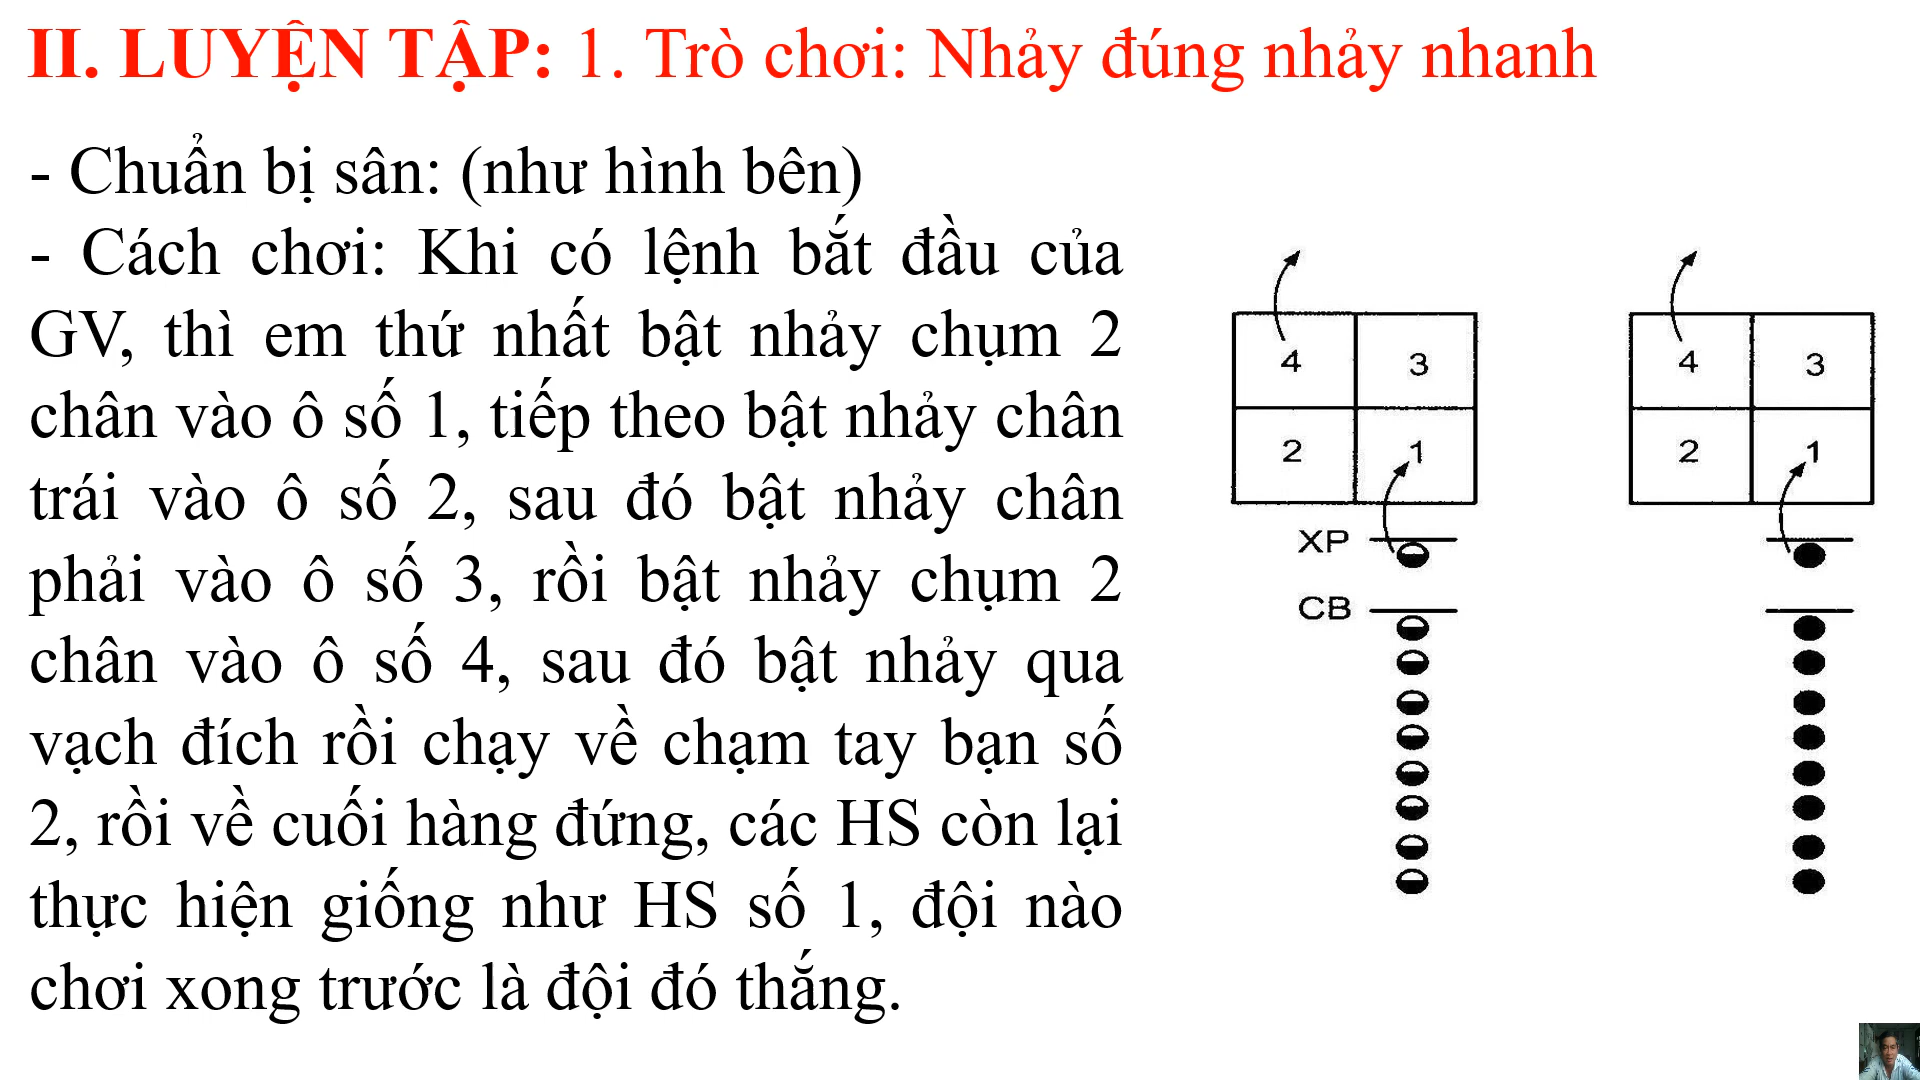 II. LUYỆN TẬP: 1. Trò chơi: Nhảy đúng nhảy nhanh
- Chuẩn bị sân: (như hình bên)
- Cách chơi: Khi có lệnh bắt đầu của
GV, thì em thứ nhất bật nhảy chụm 2
chân vào ô số 1, tiếp theo bật nhảy chân
trái vào ô số 2, sau đó bật nhảy chân
phải vào ô số 3, rồi bật nhảy chụm 2
chân vào ô số 4, sau đó bật nhảy qua
vạch đích rồi chạy về chạm tay bạn số
2, rồi về cuối hàng đứng, các HS còn lại
thực hiện giống như HS số 1, đội nào
chơi xong trước là đội đó thắng.
4 3
2 1
XP
CB
4 3
2 1